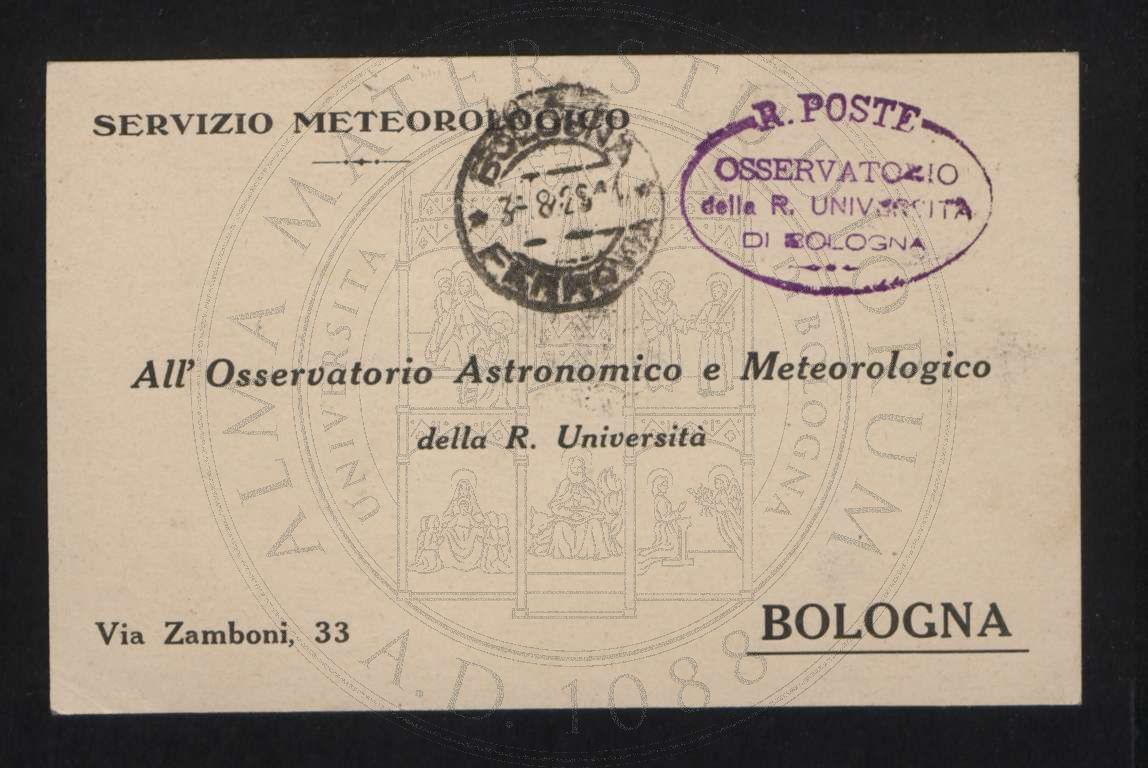 SERVIZIO METEOROLOGICO
BOLOGNA
FERROVIA
R. POSTE
OSSERVATORIO
della R. UNIVERSITA
DI BOLOGNA
All' Osservatorio Astronomico e Meteorologico
della R. Università
Via Zamboni, 33
BOLOGNA
ALMA MATER STUDIORUM
UNIVERSITA DI BOLOGNA
A.D. 1088